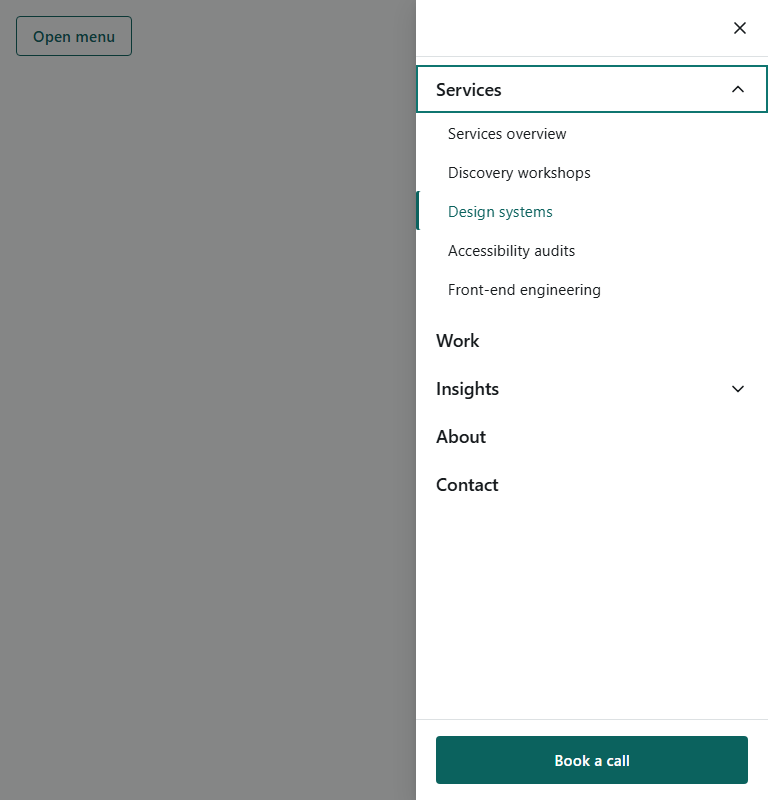 Open menu
Services
Services overview
Discovery workshops
Design systems
Accessibility audits
Front-end engineering
Work
Insights
About
Contact
Book a call